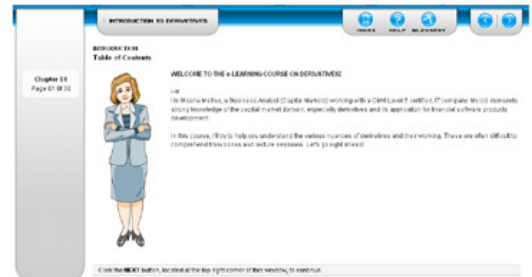 INTRODUCTION TO DERIVATIVES
INDEX HELP GLOSSARY
Chapter 01
Page 01 Of 30
INTRODUCTION
Table of Contents
WELCOME TO THE e-LEARNING COURSE ON DERIVATIVES!
Hi!
I'm Meena Mathur, a Business Analyst (Capital Markets) working with a CMM Level 5 certified, IT company. My job demands
strong knowledge of the capital market domain, especially derivatives and its application for financial software products
development.
In this course, I'll try to help you understand the various nuances of derivatives and their working. These are often difficult to
comprehend from books and lecture sessions. Let's go right ahead!
Click the NEXT button, located at the top right corner of this window, to continue.